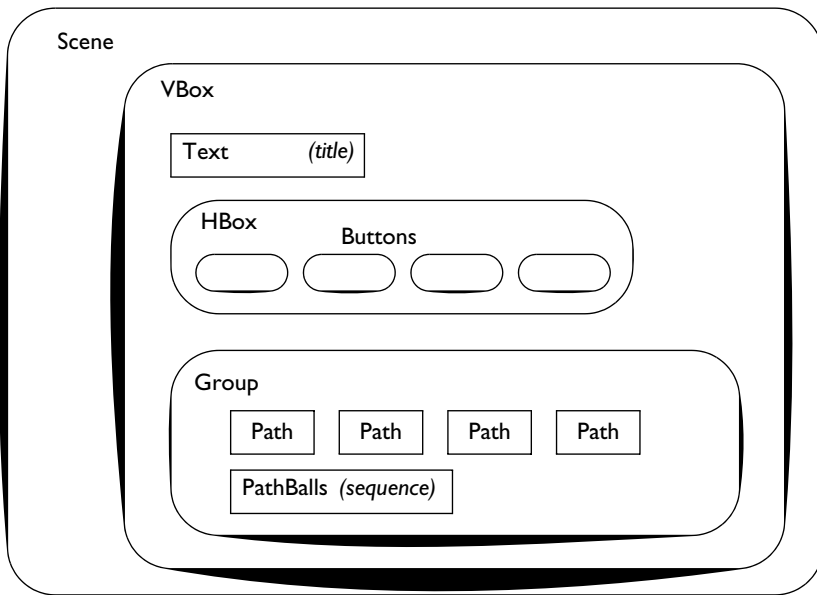 Scene
VBox
Text (title)
HBox
Buttons
Group
Path Path Path Path
PathBalls (sequence)